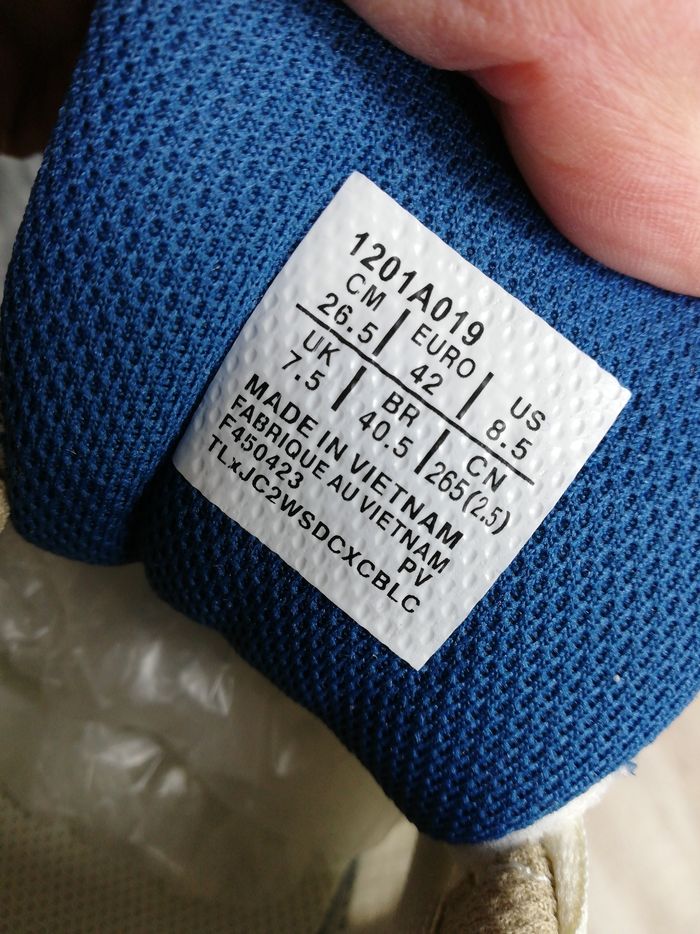 1201A019
CM | EURO | US
26.5 | 42 | 8.5
UK | BR | CN
7.5 | 40.5 | 265(2.5)
MADE IN VIETNAM
FABRIQUE AU VIETNAM
F450423 PV
TLxJC2WSDCXCBLC